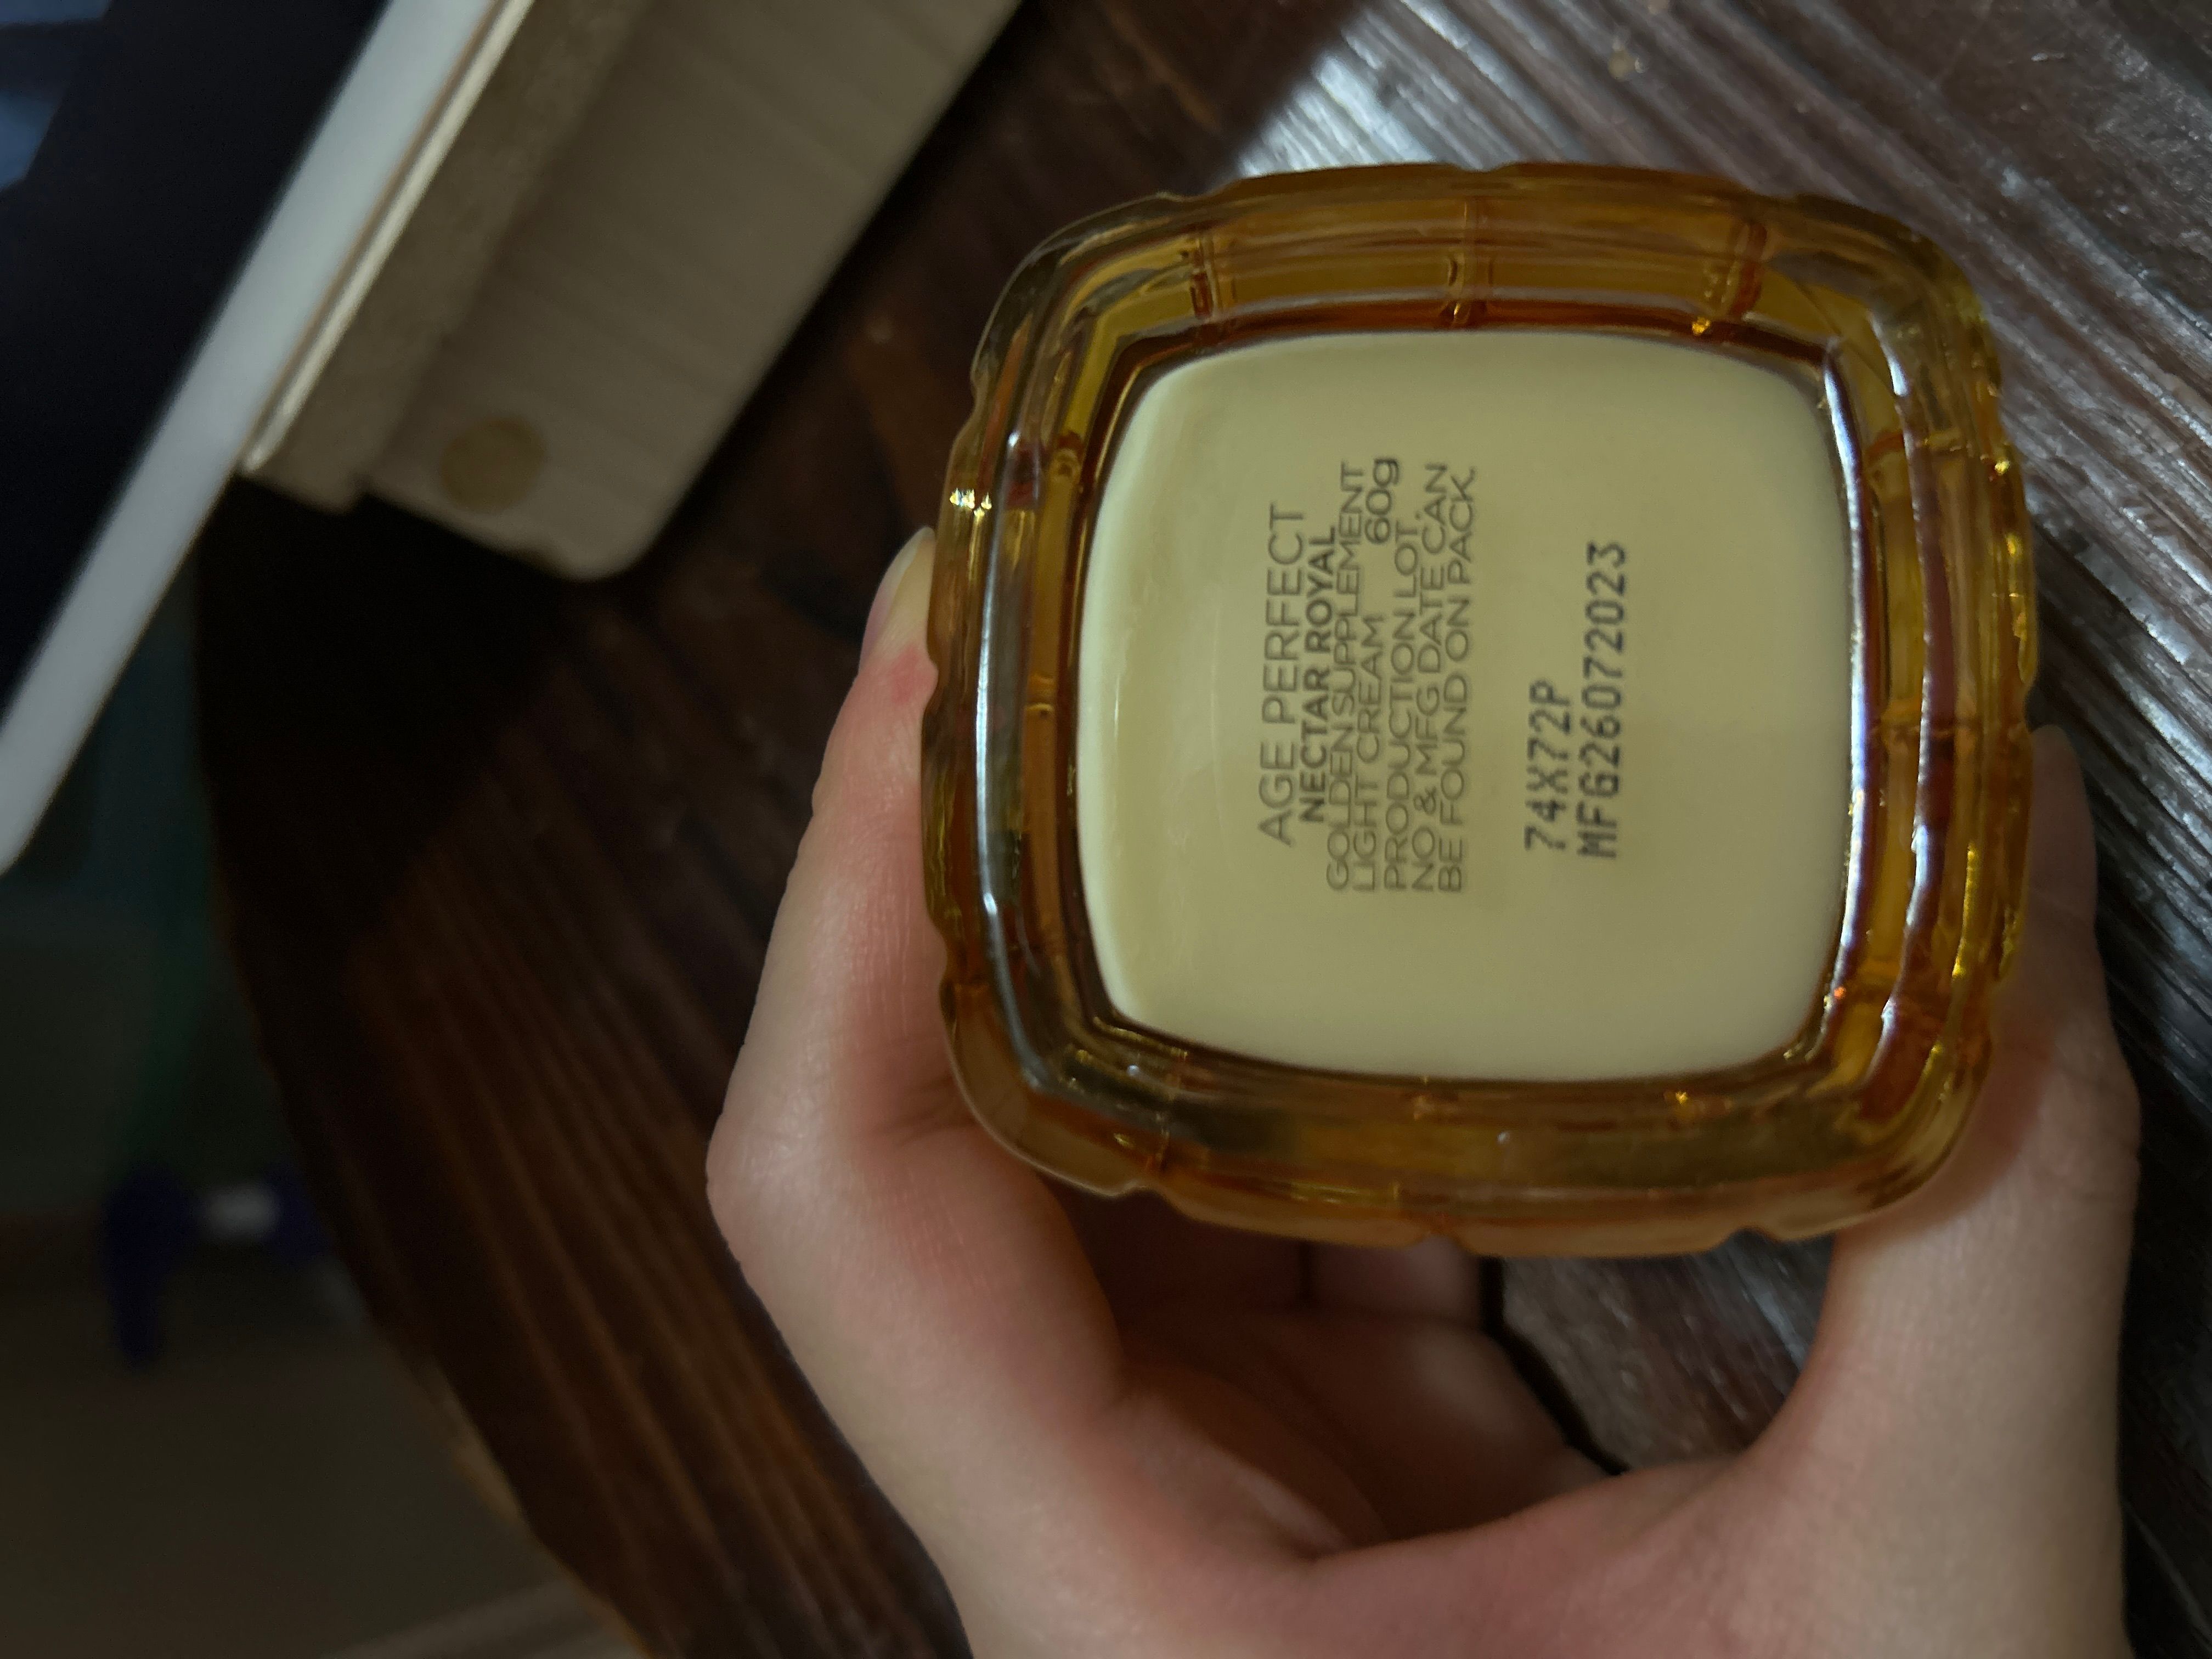 AGE PERFECT
NECTAR ROYAL
GOLDEN SUPPLEMENT
LIGHT CREAM 60g
PRODUCTION LOT.
NO & MFG DATE CAN
BE FOUND ON PACK.
74X72P
MFG26072023